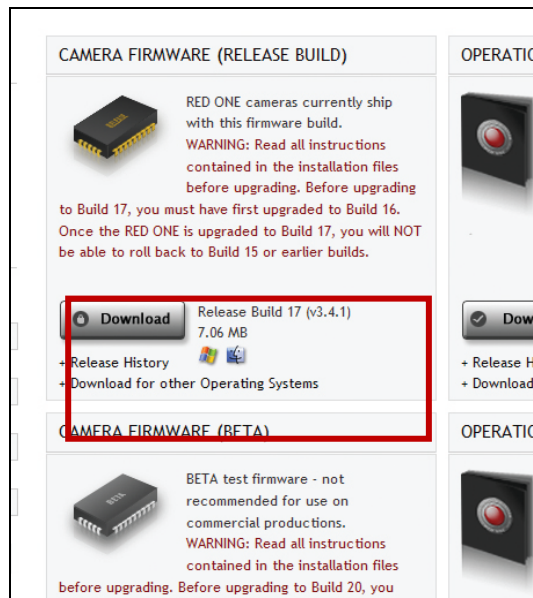 CAMERA FIRMWARE (RELEASE BUILD)
RED ONE cameras currently ship
with this firmware build.
WARNING: Read all instructions
contained in the installation files
before upgrading. Before upgrading
to Build 17, you must have first upgraded to Build 16.
Once the RED ONE is upgraded to Build 17, you will NOT
be able to roll back to Build 15 or earlier builds.
Download
Release Build 17 (v3.4.1)
7.06 MB
+ Release History
+ Download for other Operating Systems
CAMERA FIRMWARE (BETA)
BETA
BETA test firmware - not
recommended for use on
commercial productions.
WARNING: Read all instructions
contained in the installation files
before upgrading. Before upgrading to Build 20, you
OPERATIO
Dow
+ Release H
+ Download
OPERATIO